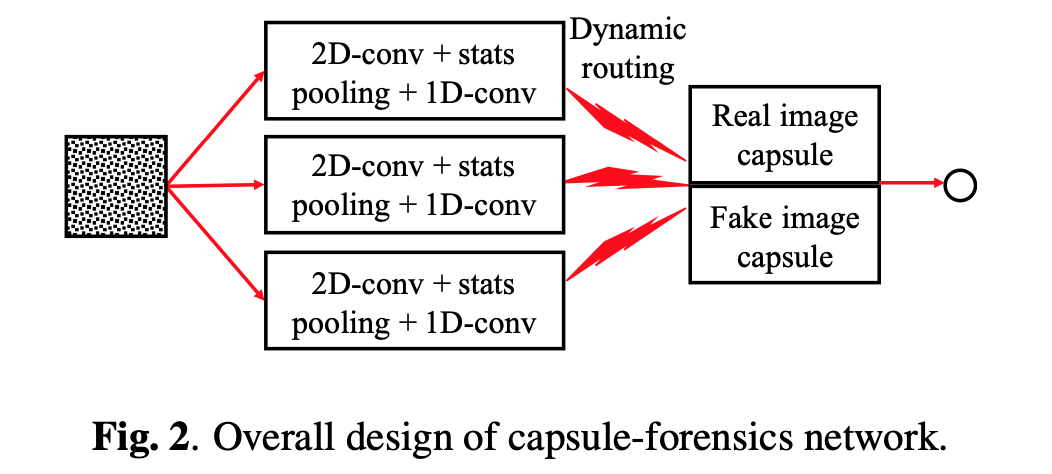 Dynamic
routing
2D-conv + stats
pooling + 1D-conv
2D-conv + stats
pooling + 1D-conv
2D-conv + stats
pooling + 1D-conv
Real image
capsule
Fake image
capsule
Fig. 2. Overall design of capsule-forensics network.